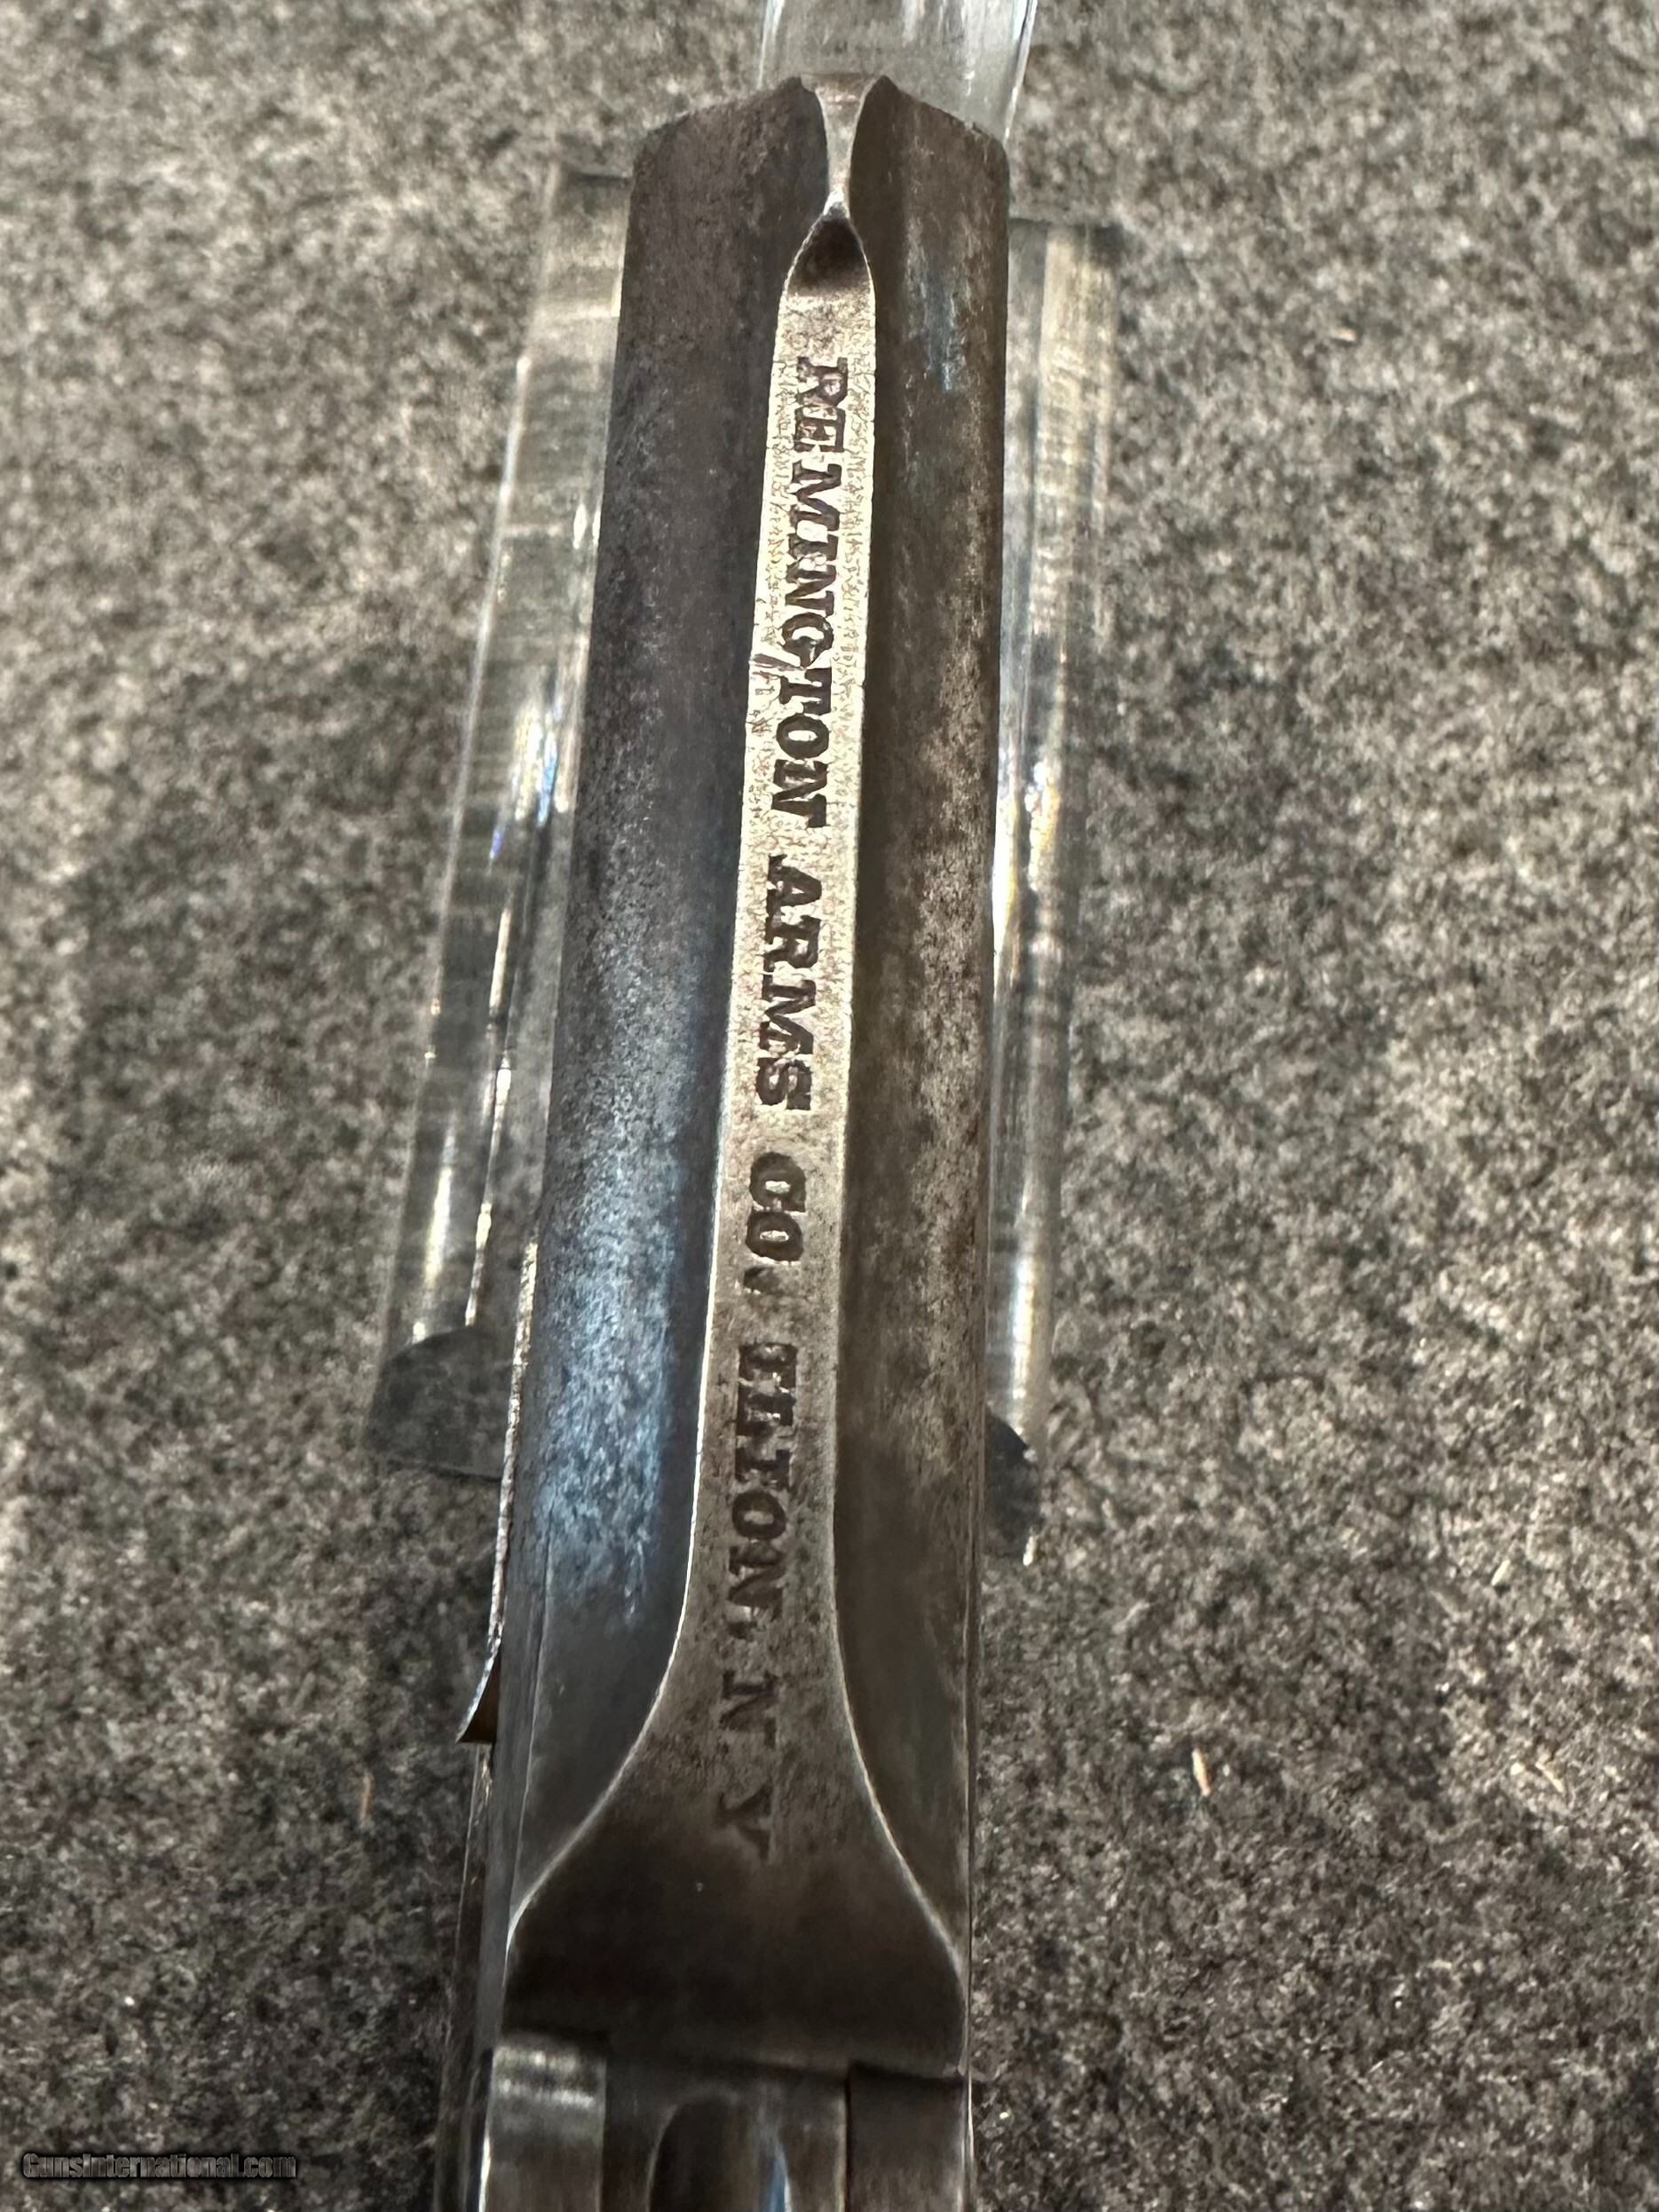 REMINGTON ARMS CO. ILION. N.Y
GunsInternational.com